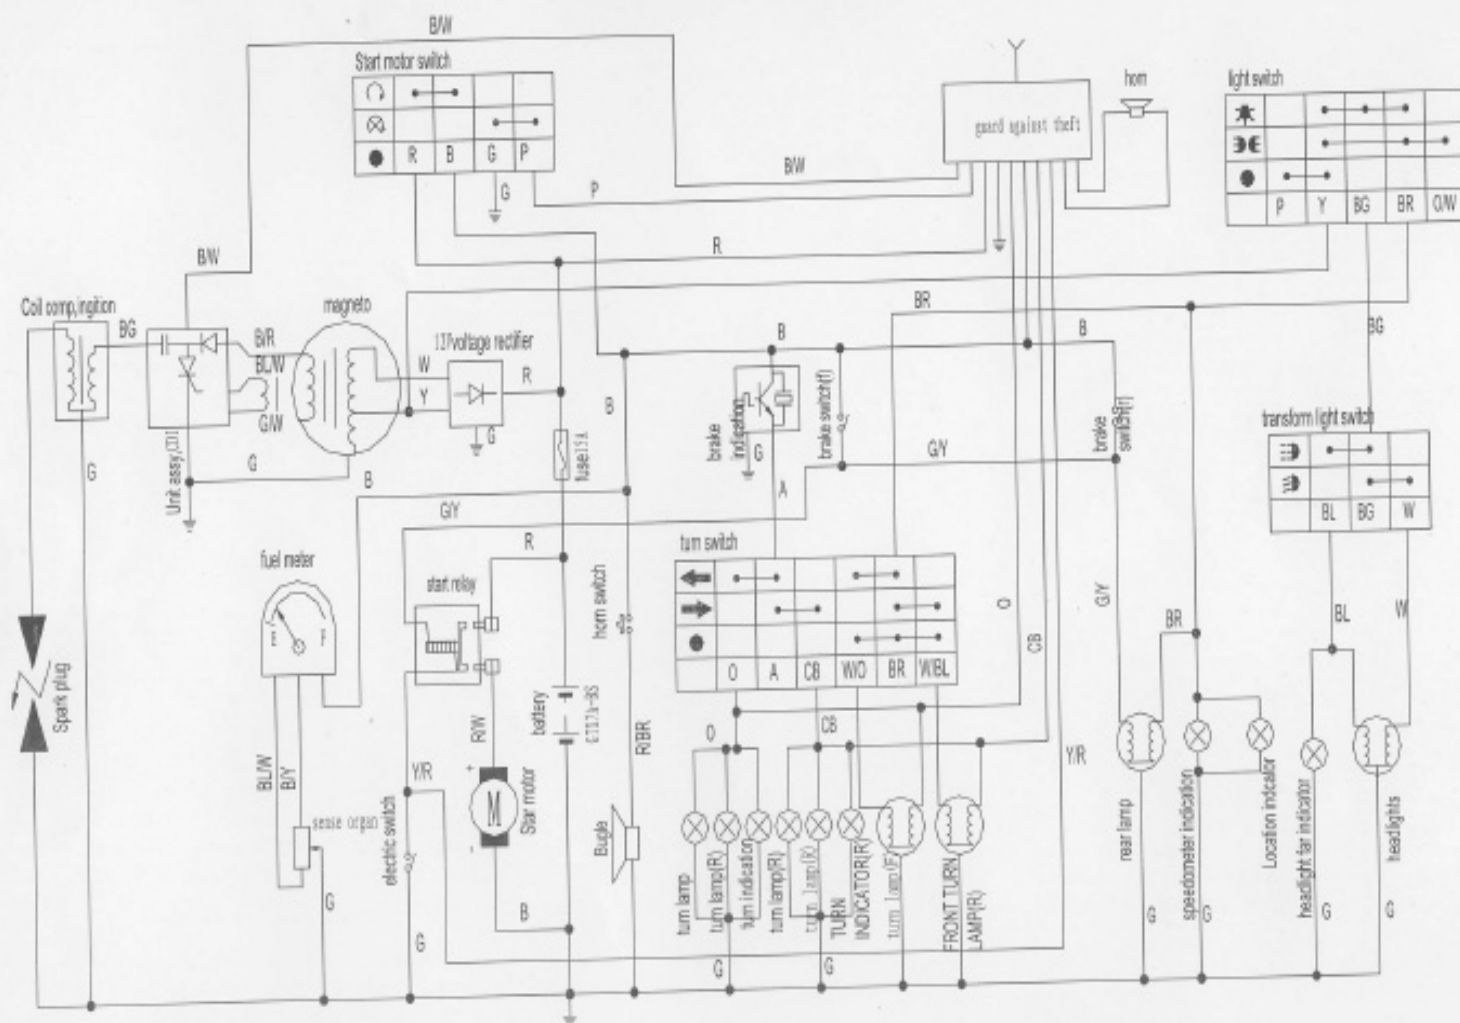 B/W
Start motor switch
R B G P
G
P
B/W
guard against theft
horn
light switch
P Y BG BR O/W
R
BR
B
BG
B/W
Coil comp,ingition
BG
B/R
BL/W
G/W
magneto
W
Y
R
G
G
G
B
Unit assy,CDI
fuse15A
B
brake
indication
G
A
brake switch(f)
G/Y
brake
switch(r)
transform light switch
BL BG W
G/Y
R
fuel meter
E F
start relay
horn switch
turn switch
O A CB W/O BR W/BL
O
CB
G/Y
BR
BL
W
Spark plug
BL/W
B/Y
sense organ
G
electric switch
Y/R
R/W
M
+
-
Star motor
battery
B
R/BR
Bugle
O
CB
Y/R
turn lamp
turn lamp(R)
turn indication
turn lamp(R)
turn lamp(R)
TURN
INDICATOR(R)
turn lamp(F)
FRONT TURN
LAMP(R)
rear lamp
speedometer indication
Location indcator
headlight far indicator
headlights
G
G
G
G
G
G
G